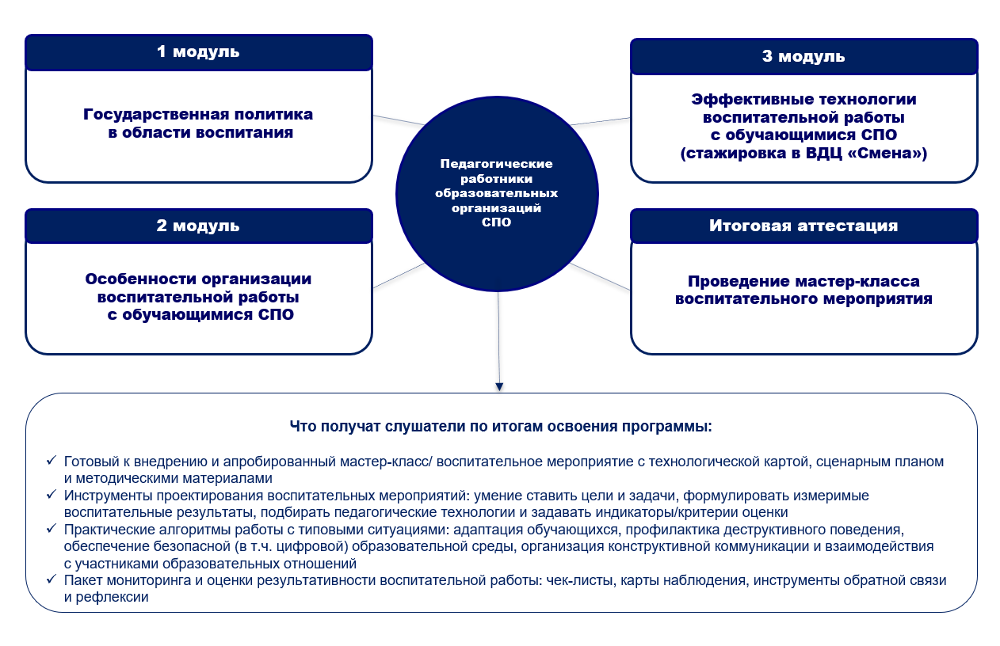 1 модуль
Государственная политика
в области воспитания
2 модуль
Особенности организации
воспитательной работы
с обучающимися СПО
Педагогические
работники
образовательных
организаций
СПО
3 модуль
Эффективные технологии
воспитательной работы
с обучающимися СПО
(стажировка в ВДЦ «Смена»)
Итоговая аттестация
Проведение мастер-класса
воспитательного мероприятия
Что получат слушатели по итогам освоения программы:
✓ Готовый к внедрению и апробированный мастер-класс/ воспитательное мероприятие с технологической картой, сценарным планом
и методическими материалами
✓ Инструменты проектирования воспитательных мероприятий: умение ставить цели и задачи, формулировать измеримые
воспитательные результаты, подбирать педагогические технологии и задавать индикаторы/критерии оценки
✓ Практические алгоритмы работы с типовыми ситуациями: адаптация обучающихся, профилактика деструктивного поведения,
обеспечение безопасной (в т.ч. цифровой) образовательной среды, организация конструктивной коммуникации и взаимодействия
с участниками образовательных отношений
✓ Пакет мониторинга и оценки результативности воспитательной работы: чек-листы, карты наблюдения, инструменты обратной связи
и рефлексии